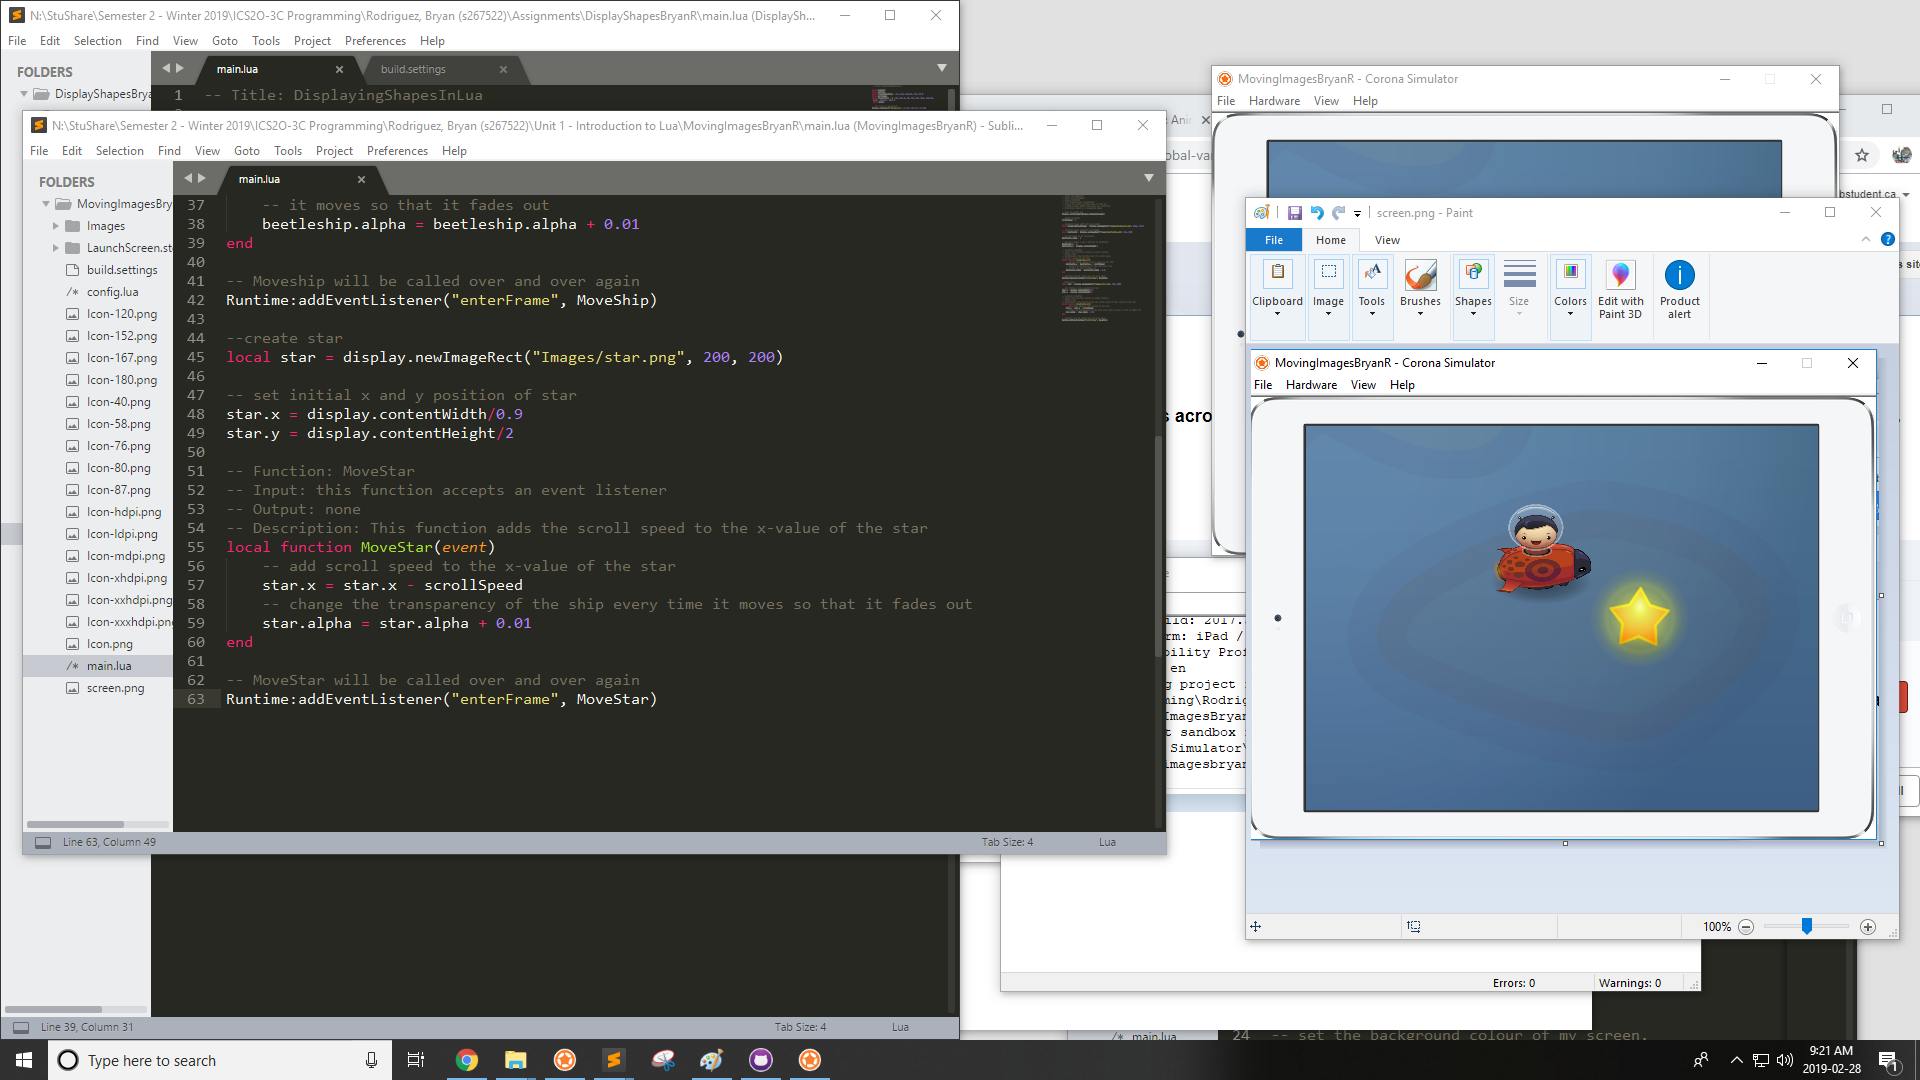 N:\StuShare\Semester 2 - Winter 2019\ICS2O-3C Programming\Rodriguez, Bryan (s267522)\Assignments\DisplayShapesBryanR\main.lua (DisplaySh...
File Edit Selection Find View Goto Tools Project Preferences Help
FOLDERS
DisplayShapesBrya
main.lua
build.settings
1 -- Title: DisplayingShapesInLua
N:\StuShare\Semester 2 - Winter 2019\ICS2O-3C Programming\Rodriguez, Bryan (s267522)\Unit 1 - Introduction to Lua\MovingImagesBryanR\main.lua (MovingImagesBryanR) - Subli...
File Edit Selection Find View Goto Tools Project Preferences Help
FOLDERS
MovingImagesBry
Images
LaunchScreen.st
build.settings
config.lua
Icon-120.png
Icon-152.png
Icon-167.png
Icon-180.png
Icon-40.png
Icon-58.png
Icon-76.png
Icon-80.png
Icon-87.png
Icon-hdpi.png
Icon-ldpi.png
Icon-mdpi.png
Icon-xhdpi.png
Icon-xxhdpi.png
Icon-xxxhdpi.pn
Icon.png
main.lua
screen.png
main.lua
37 -- it moves so that it fades out
38 beetleship.alpha = beetleship.alpha + 0.01
39 end
40
41 -- Moveship will be called over and over again
42 Runtime:addEventListener("enterFrame", MoveShip)
43
44 --create star
45 local star = display.newImageRect("Images/star.png", 200, 200)
46
47 -- set initial x and y position of star
48 star.x = display.contentWidth/0.9
49 star.y = display.contentHeight/2
50
51 -- Function: MoveStar
52 -- Input: this function accepts an event listener
53 -- Output: none
54 -- Description: This function adds the scroll speed to the x-value of the star
55 local function MoveStar(event)
56 -- add scroll speed to the x-value of the star
57 star.x = star.x - scrollSpeed
58 -- change the transparency of the ship every time it moves so that it fades out
59 star.alpha = star.alpha + 0.01
60 end
61
62 -- MoveStar will be called over and over again
63 Runtime:addEventListener("enterFrame", MoveStar)
Line 63, Column 49
Tab Size: 4
Lua
Line 39, Column 31
Tab Size: 4
Lua
MovingImagesBryanR - Corona Simulator
File Hardware View Help
: Ani
obal-va
bstudent.ca
s sit
s acro
screen.png - Paint
File Home View
Clipboard Image Tools Brushes Shapes Size Colors Edit with Paint 3D Product alert
MovingImagesBryanR - Corona Simulator
File Hardware View Help
ild: 2017.
rm: iPad /
bility Pro
en
g project
ming\Rodrig
ImagesBryan
t sandbox
Simulator\
imagesbryan
100%
Errors: 0
Warnings: 0
main.lua
24 -- set the background colour of my screen.
Type here to search
9:21 AM
2019-02-28
1